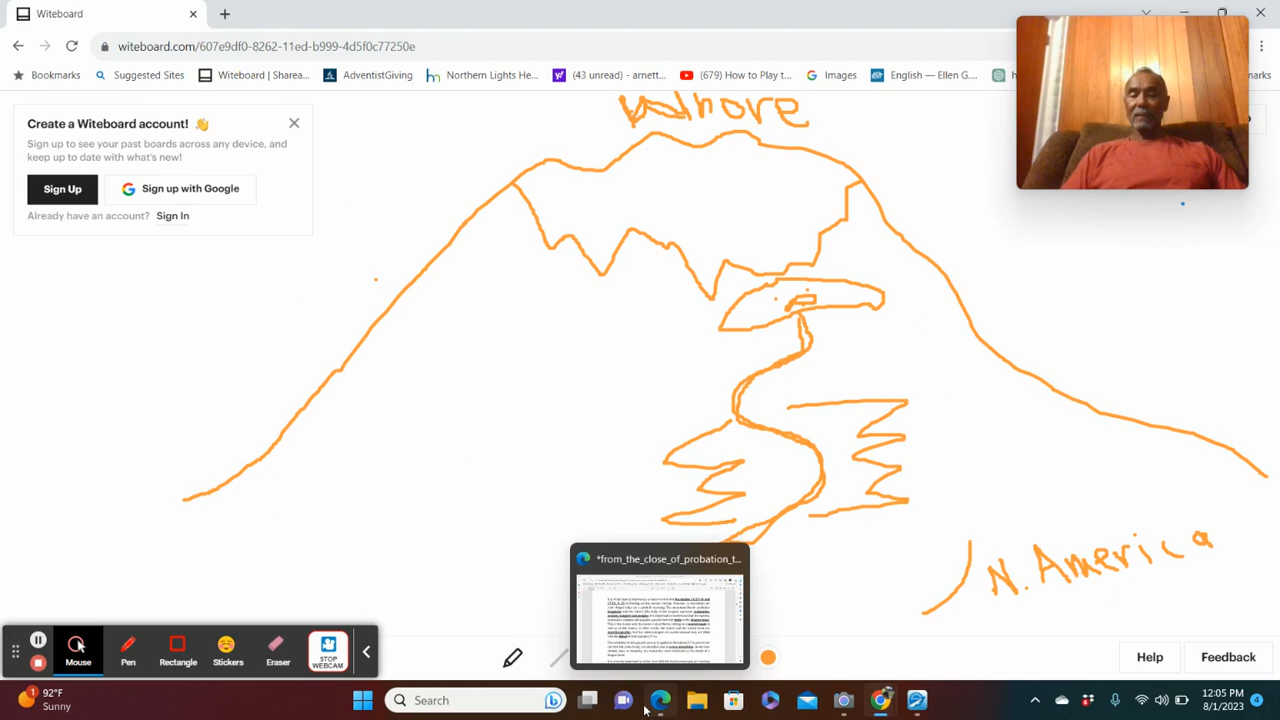 Witeboard
witeboard.com/607e9df0-8262-11ed-b999-4d5f0c77250e
Bookmarks
Suggested Sites
Witeboard | Sharea...
AdventistGiving
Northern Lights He...
(43 unread) - arnett...
(679) How to Play t...
Images
English — Ellen G....
Create a Witeboard account! 👋
Sign up to see your past boards across any device, and
keep up to date with what's new!
Sign Up
Sign up with Google
Already have an account? Sign In
Whore
N. America
*from_the_close_of_probation_t...
Mouse
Pen
Rectangle
Stickers
Eraser
STOP
WEBCAM
Help
Feedback
1
92°F
Sunny
Search
12:05 PM
8/1/2023
4